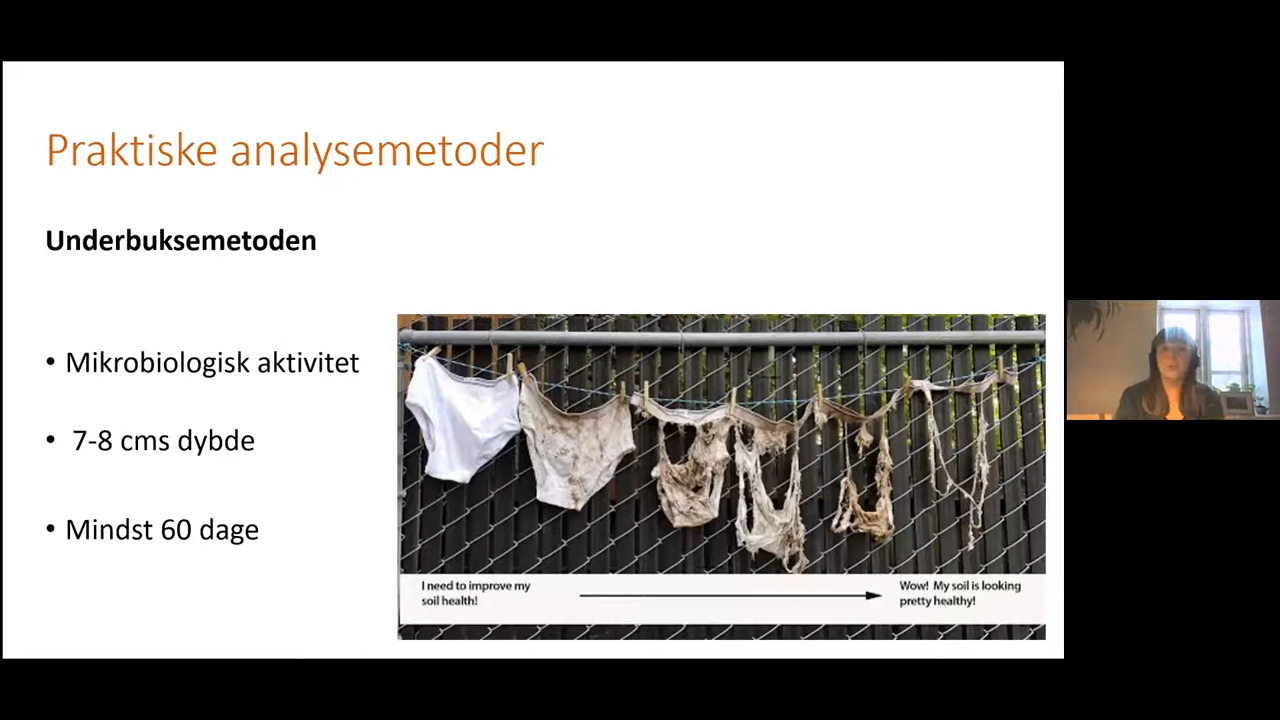 Praktiske analysemetoder
Underbuksemetoden
• Mikrobiologisk aktivitet
• 7-8 cms dybde
• Mindst 60 dage
I need to improve my
soil health!
Wow! My soil is looking
pretty healthy!